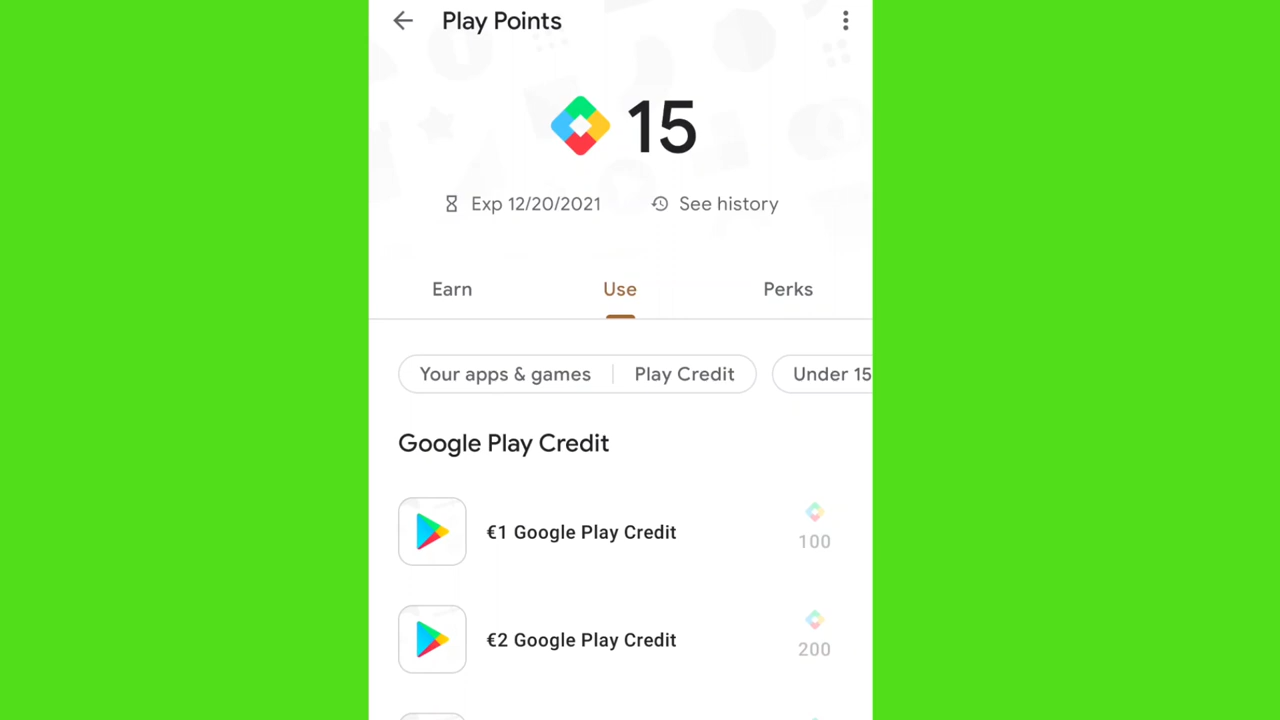 Play Points
15
Exp 12/20/2021 See history
Earn Use Perks
Your apps & games Play Credit Under 15
Google Play Credit
€1 Google Play Credit 100
€2 Google Play Credit 200